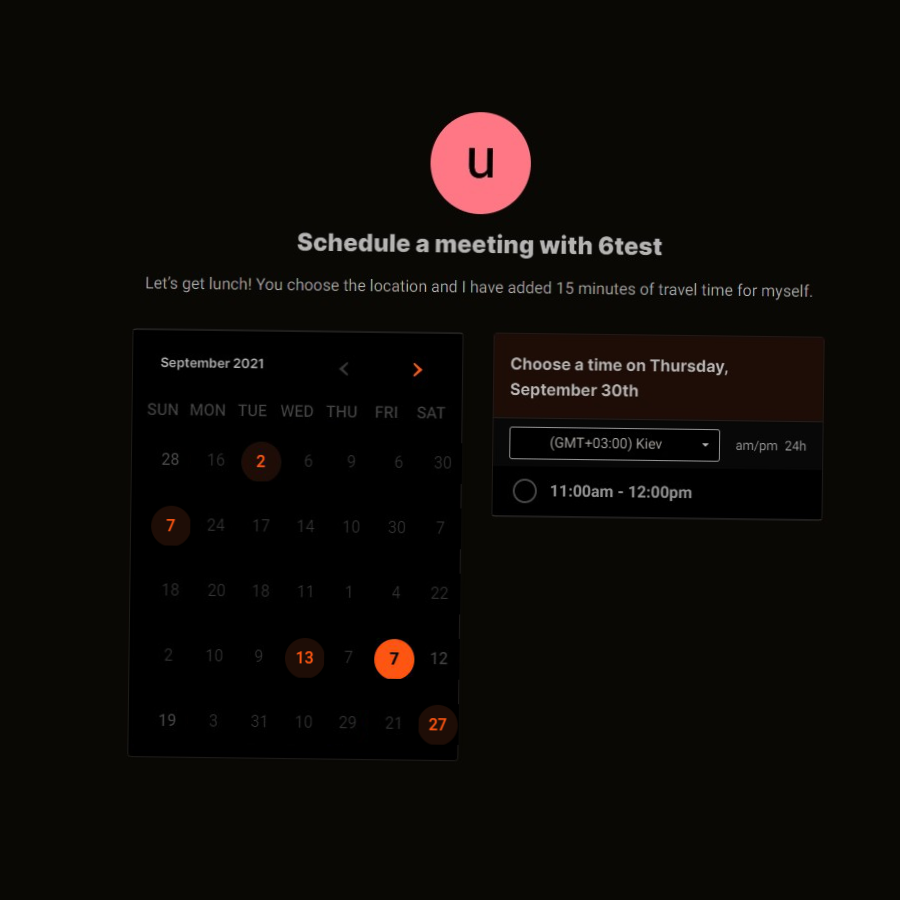 u
Schedule a meeting with 6test
Let's get lunch! You choose the location and I have added 15 minutes of travel time for myself.
September 2021
SUN MON TUE WED THU FRI SAT
28 16 2 6 9 6 30
7 24 17 14 10 30 7
18 20 18 11 1 4 22
2 10 9 13 7 7 12
19 3 31 10 29 21 27
Choose a time on Thursday,
September 30th
(GMT+03:00) Kiev
am/pm 24h
11:00am - 12:00pm